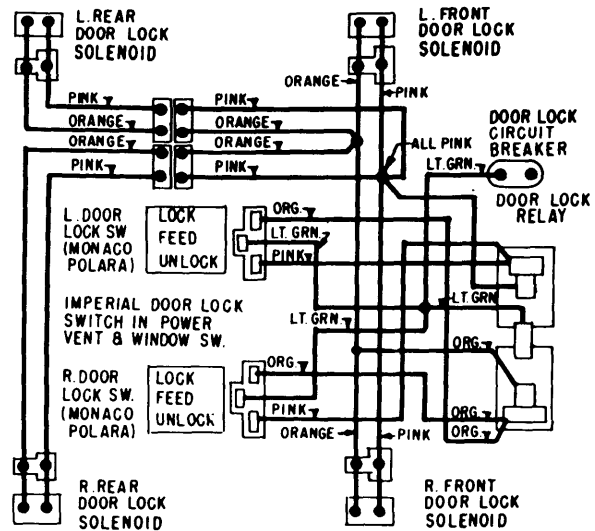 L.REAR
DOOR LOCK
SOLENOID
L. FRONT
DOOR LOCK
SOLENOID
ORANGE
PINK
PINK
PINK
ORANGE
ORANGE
ORANGE
ORANGE
PINK
PINK
ALL PINK
LT.GRN.
DOOR LOCK
CIRCUIT
BREAKER
DOOR LOCK
RELAY
L.DOOR
LOCK SW
(MONACO
POLARA)
LOCK
FEED
UNLOCK
ORG.
LT. GRN.
PINK
LT.GRN.
IMPERIAL DOOR LOCK
SWITCH IN POWER
VENT & WINDOW SW.
LT.GRN.
ORG.
R.DOOR
LOCK SW.
(MONACO
POLARA)
LOCK
FEED
UNLOCK
ORG.
PINK
ORG.
ORG.
ORANGE
PINK
R.REAR
DOOR LOCK
SOLENOID
R. FRONT
DOOR LOCK
SOLENOID